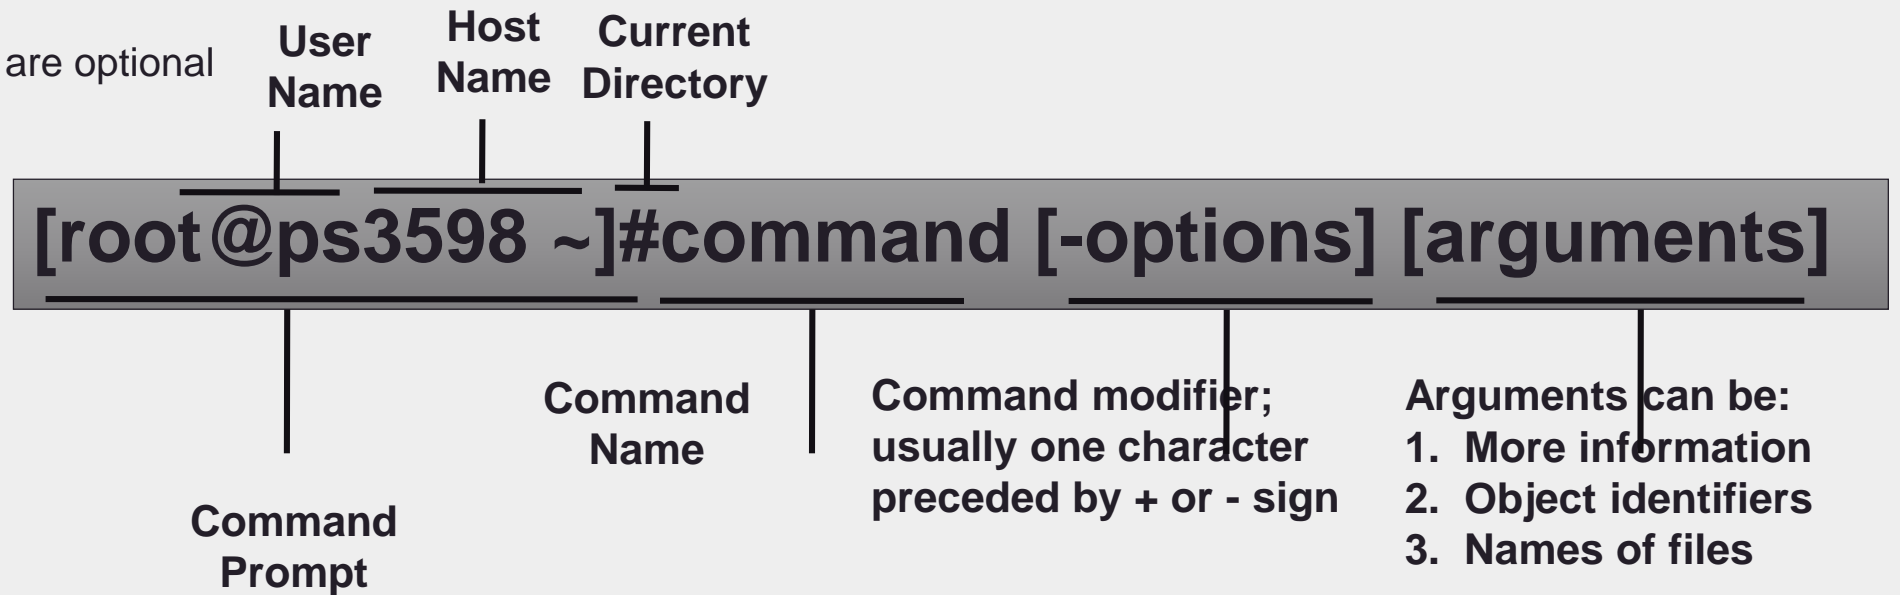 are optional
User
Name
Host
Name
Current
Directory
[root@ps3598 ~]#command [-options] [arguments]
Command
Prompt
Command
Name
Command modifier;
usually one character
preceded by + or - sign
Arguments can be:
1. More information
2. Object identifiers
3. Names of files